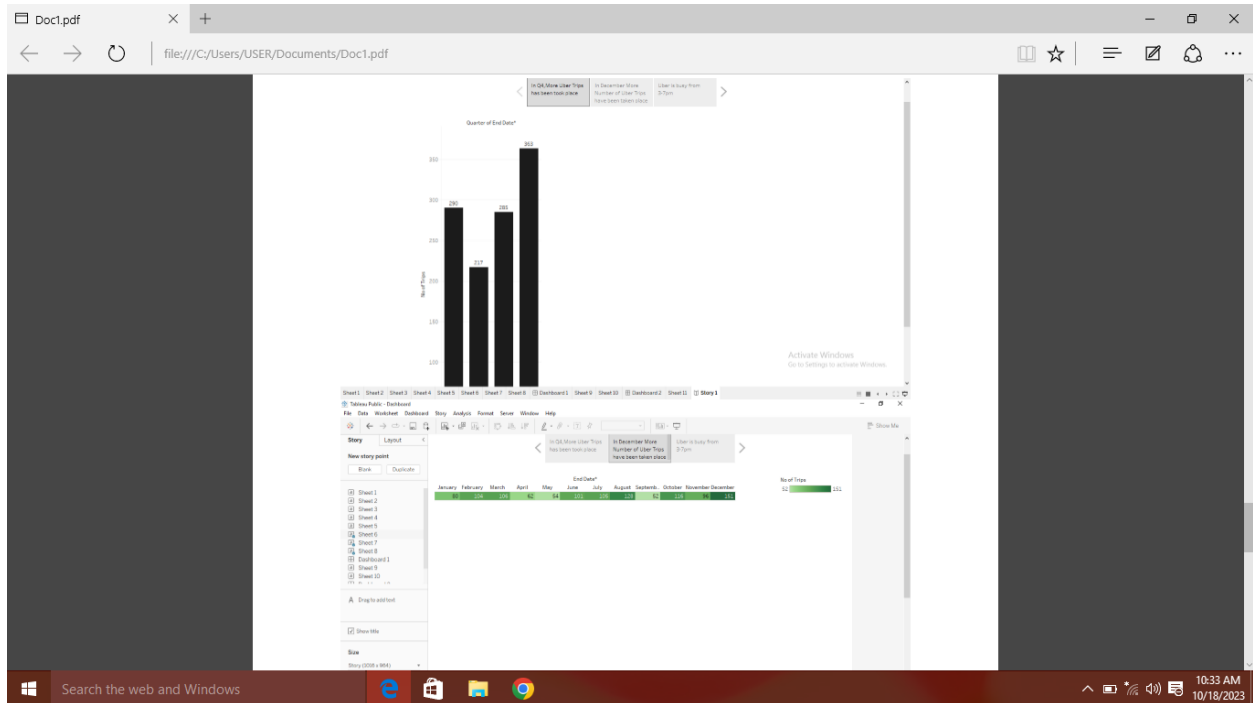 Doc1.pdf
file:///C:/Users/USER/Documents/Doc1.pdf
In Q4,More Uber Trips has been took place
In December More Number of Uber Trips have been taken place
Uber is busy from 3-7pm
Quarter of End Date*
363
350
300
290
285
250
217
No of Trips
200
150
100
Activate Windows
Go to Settings to activate Windows.
Sheet1 Sheet 2 Sheet 3 Sheet 4 Sheet 5 Sheet 6 Sheet 7 Sheet 8 Dashboard 1 Sheet 9 Sheet 10 Dashboard 2 Sheet 11 Story 1
Tableau Public - Dashboard
File Data Worksheet Dashboard Story Analysis Format Server Window Help
Show Me
Story Layout
In Q4,More Uber Trips has been took place
In December More Number of Uber Trips have been taken place
Uber is busy from 3-7pm
New story point
Blank Duplicate
End Date*
No of Trips
January February March April May June July August Septemb.. October November December
52 151
Sheet 1
Sheet 2
Sheet 3
Sheet 4
Sheet 5
Sheet 6
Sheet 7
Sheet 8
Dashboard 1
Sheet 9
Sheet 10
A Drag to add text
Show title
Size
Story (1016 x 964)
Search the web and Windows
10:33 AM
10/18/2023